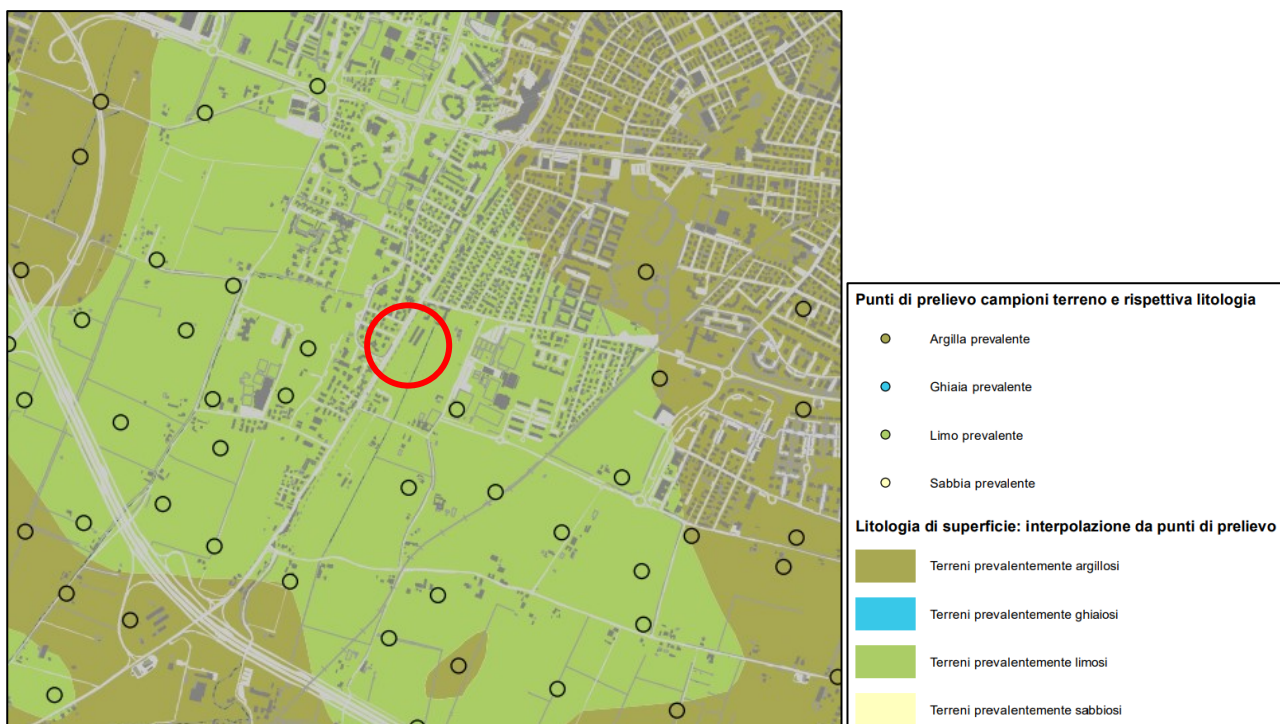 Punti di prelievo campioni terreno e rispettiva litologia
Argilla prevalente
Ghiaia prevalente
Limo prevalente
Sabbia prevalente
Litologia di superficie: interpolazione da punti di prelievo
Terreni prevalentemente argillosi
Terreni prevalentemente ghiaiosi
Terreni prevalentemente limosi
Terreni prevalentemente sabbiosi